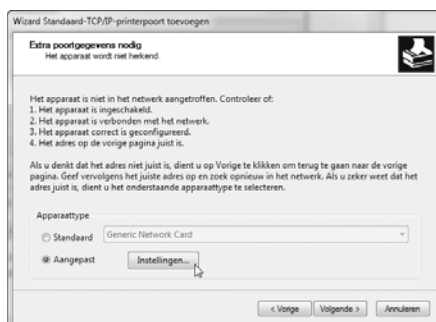 Wizard Standaard-TCP/IP-printerpoort toevoegen
Extra poortgegevens nodig
Het apparaat wordt niet herkend.
Het apparaat is niet in het netwerk aangetroffen. Controleer of:
1. Het apparaat is ingeschakeld.
2. Het apparaat is verbonden met het netwerk.
3. Het apparaat correct is geconfigureerd.
4. Het adres op de vorige pagina juist is.
Als u denkt dat het adres niet juist is, dient u op Vorige te klikken om terug te gaan naar de vorige
pagina. Geef vervolgens het juiste adres op en zoek opnieuw in het netwerk. Als u zeker weet dat het
adres juist is, dient u het onderstaande apparaattype te selecteren.
Apparaattype
Standaard
Generic Network Card
Aangepast
Instellingen...
< Vorige
Volgende >
Annuleren